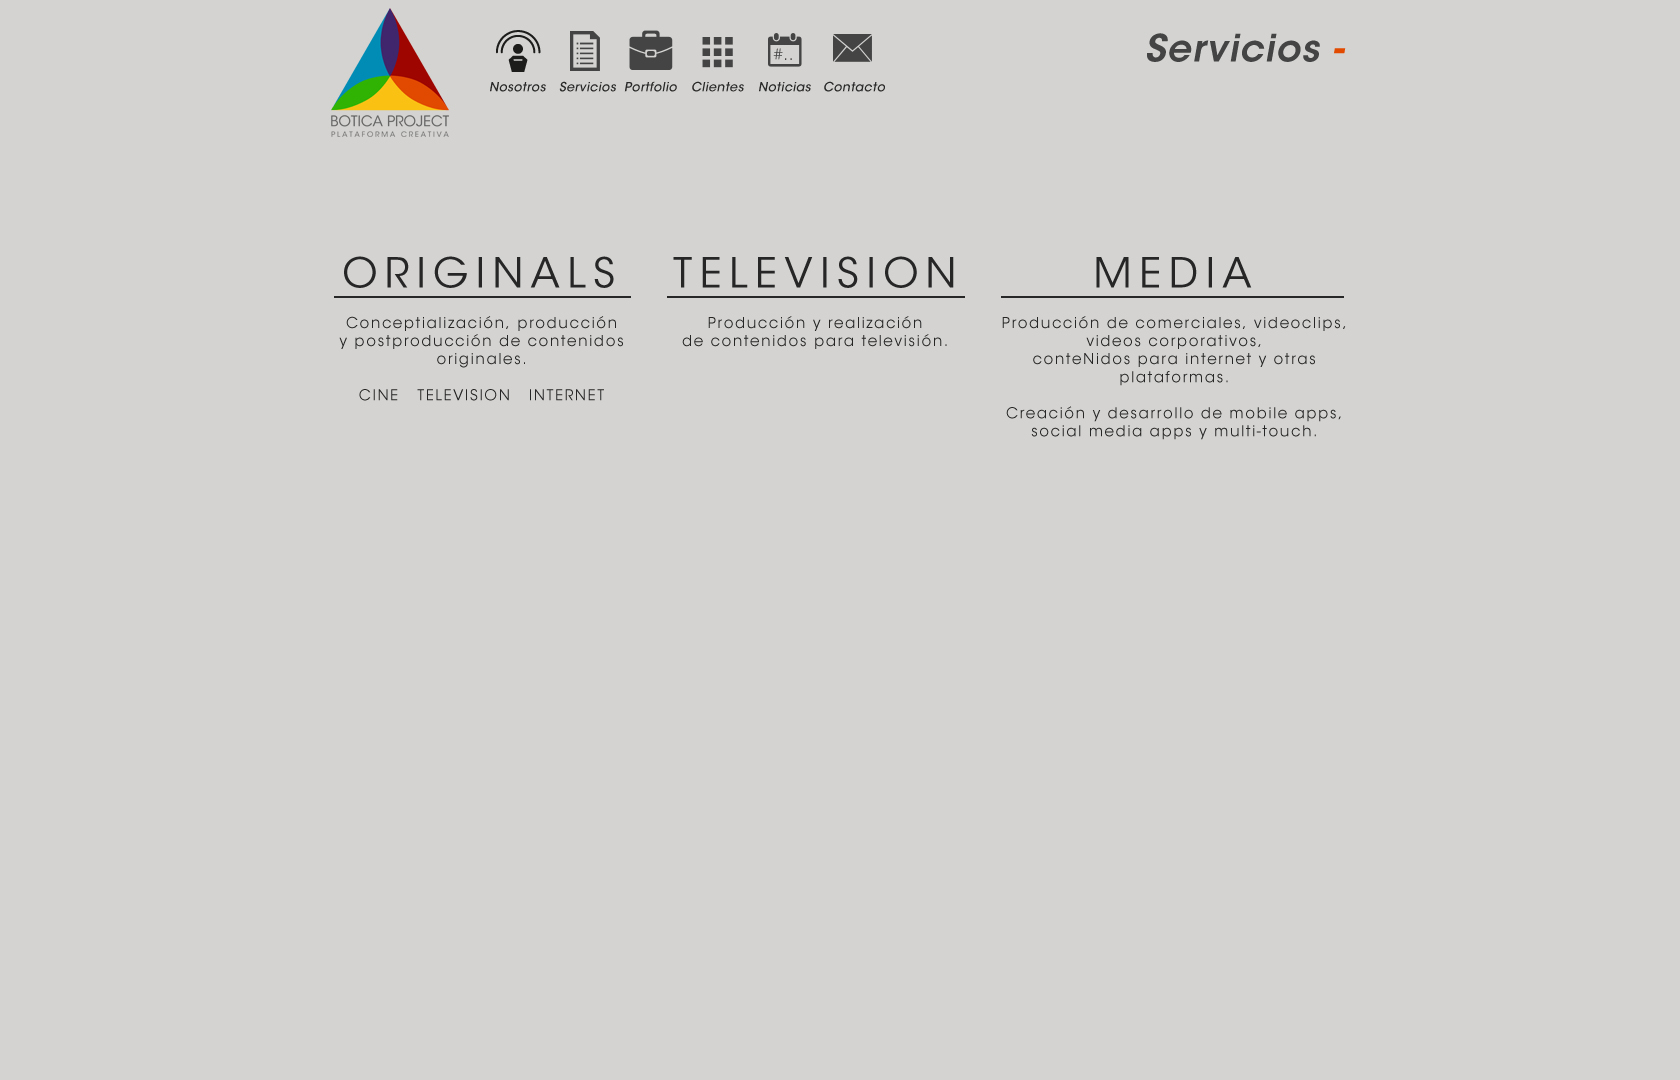 BOTICA PROJECT
PLATAFORMA CREATIVA
Nosotros
Servicios
Portfolio
Clientes
#..
Noticias
Contacto
Servicios -
ORIGINALS
Conceptialización, producción
y postproducción de contenidos
originales.
CINE TELEVISION INTERNET
TELEVISION
Producción y realización
de contenidos para televisión.
MEDIA
Producción de comerciales, videoclips,
videos corporativos,
conteNidos para internet y otras
plataformas.
Creación y desarrollo de mobile apps,
social media apps y multi-touch.